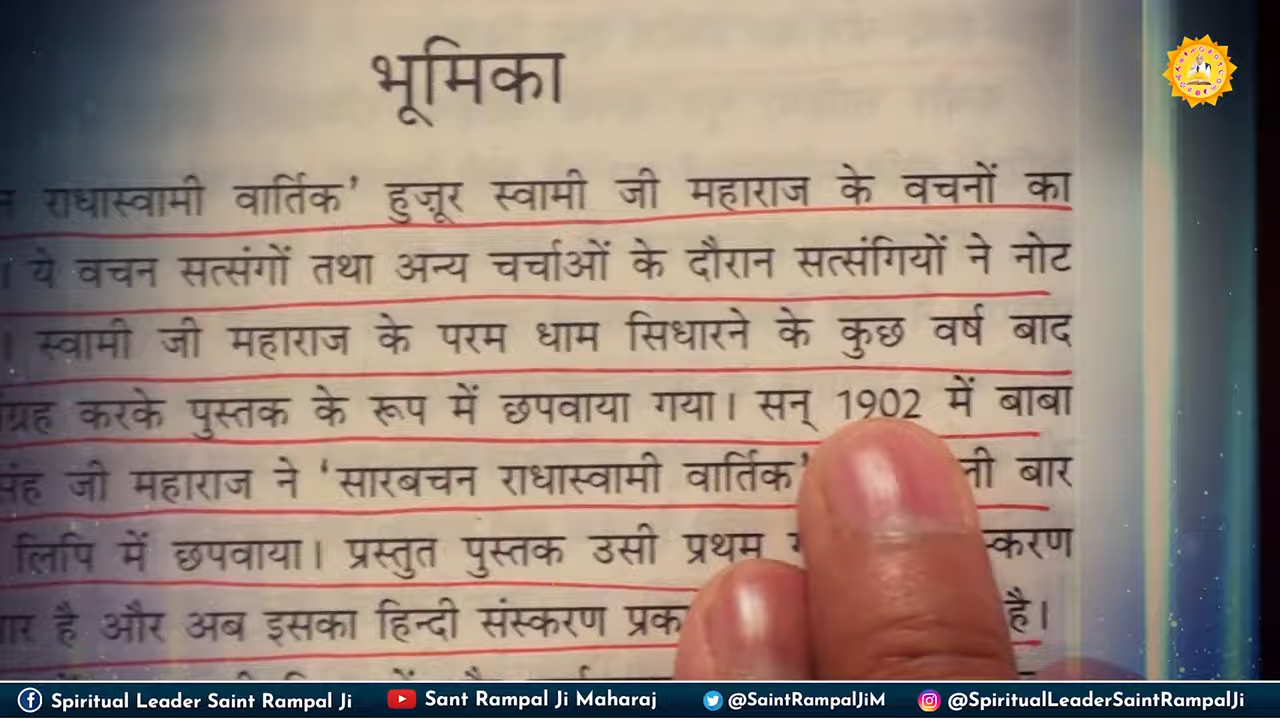 भूमिका
राधास्वामी वार्तिक’ हुज़ूर स्वामी जी महाराज के वचनों का
। ये वचन सत्संगों तथा अन्य चर्चाओं के दौरान सत्संगियों ने नोट
। स्वामी जी महाराज के परम धाम सिधारने के कुछ वर्ष बाद
करके पुस्तक के रूप में छपवाया गया। सन् 1902 में बाबा
जी महाराज ने ‘सारबचन राधास्वामी वार्तिक’ बार
लिपि में छपवाया। प्रस्तुत पुस्तक उसी प्रथम
है और अब इसका हिन्दी संस्करण है।
Spiritual Leader Saint Rampal Ji Sant Rampal Ji Maharaj @SaintRampalJiM @SpiritualLeaderSaintRampalJi